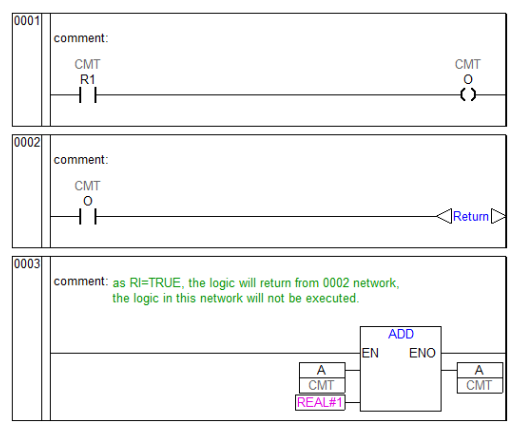 0001
comment:
CMT CMT
R1 O
0002
comment:
CMT
O
Return
0003
comment: as RI=TRUE, the logic will return from 0002 network,
the logic in this network will not be executed.
ADD
EN ENO
A A
CMT CMT
REAL#1